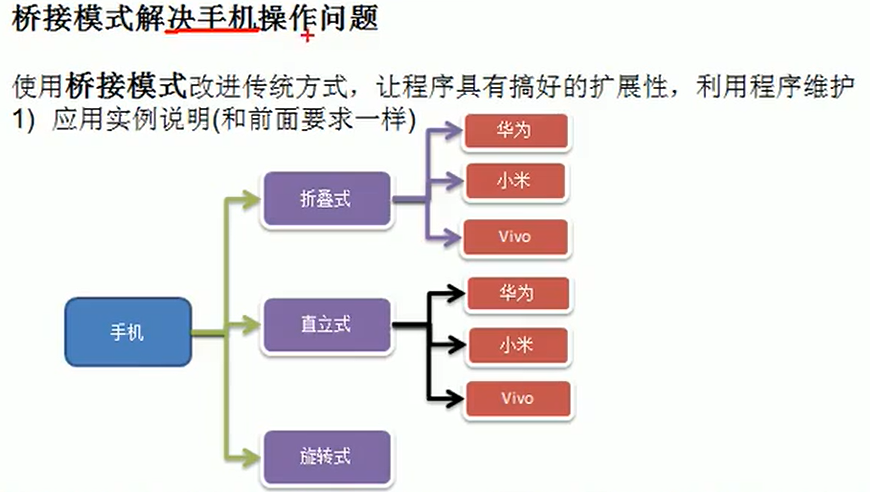 桥接模式解决手机操作问题
使用桥接模式改进传统方式，让程序具有搞好的扩展性，利用程序维护
1) 应用实例说明(和前面要求一样)
华为
小米
折叠式
Vivo
华为
直立式
手机
小米
Vivo
旋转式